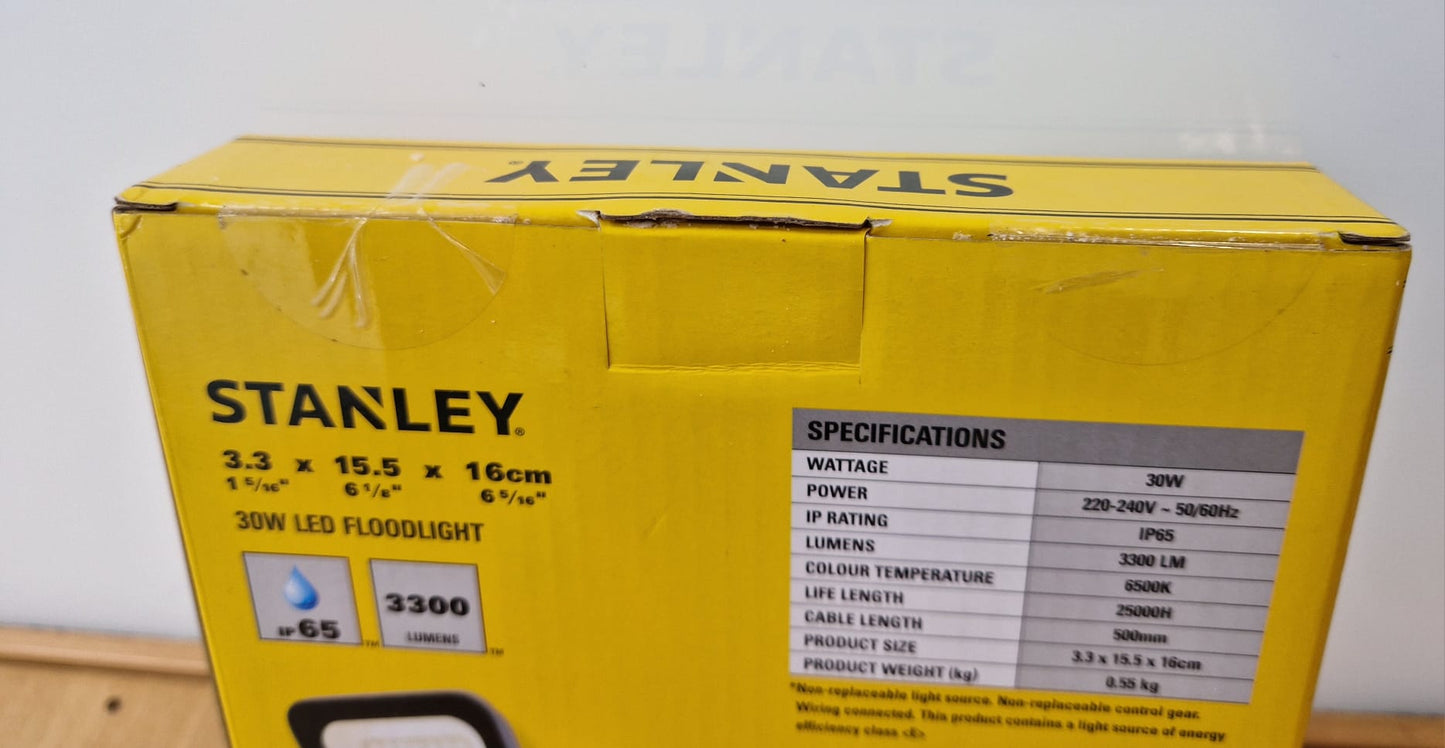 STANLEY
STANLEY®
STANLEY®
3.3 x 15.5 x 16cm
1 5/16" 6 1/8" 6 5/16"
30W LED FLOODLIGHT
IP65™
3300
LUMENS™
SPECIFICATIONS
WATTAGE 30W
POWER 220-240V ~ 50/60Hz
IP RATING IP65
LUMENS 3300 LM
COLOUR TEMPERATURE 6500K
LIFE LENGTH 25000H
CABLE LENGTH 500mm
PRODUCT SIZE 3.3 x 15.5 x 16cm
PRODUCT WEIGHT (kg) 0.55 kg
*Non-replaceable light source. Non-replaceable control gear.
Wiring connected. This product contains a light source of energy
efficiency class <E>